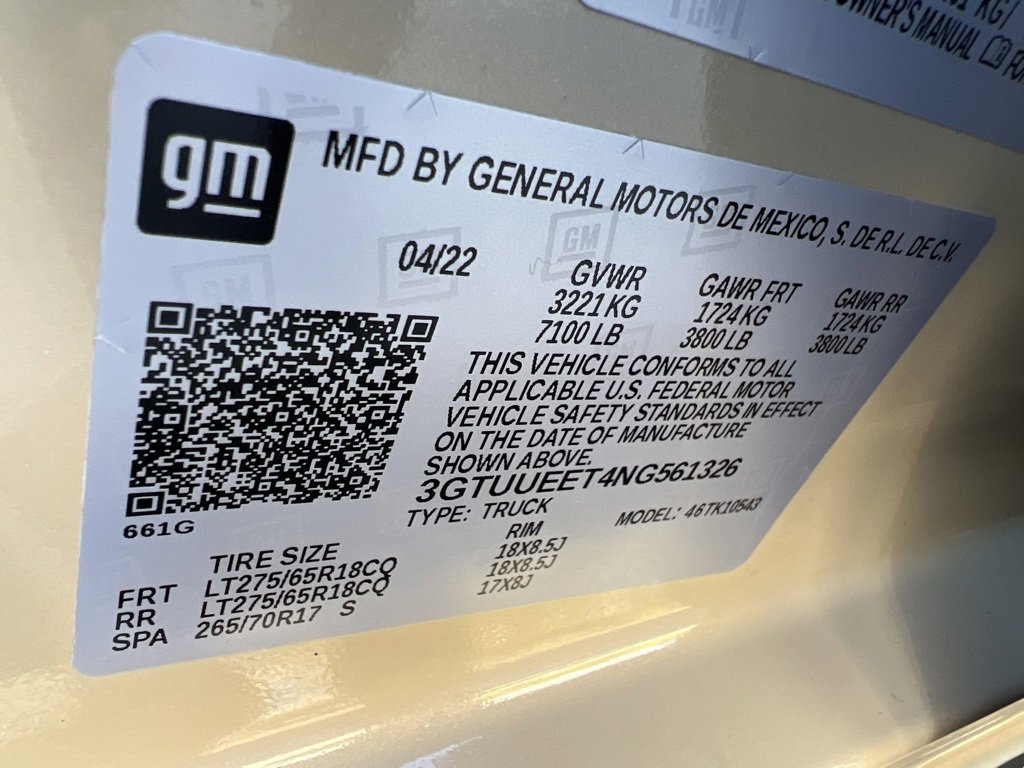 KG
OWNER'S MANUAL
gm
MFD BY GENERAL MOTORS DE MEXICO, S. DE R.L. DE C.V.
04/22
GVWR GAWR FRT GAWR RR
3221 KG 1724 KG 1724 KG
7100 LB 3800 LB 3800 LB
THIS VEHICLE CONFORMS TO ALL
APPLICABLE U.S. FEDERAL MOTOR
VEHICLE SAFETY STANDARDS IN EFFECT
ON THE DATE OF MANUFACTURE
SHOWN ABOVE.
3GTUUEET4NG561326
TYPE: TRUCK MODEL: 46TK10543
661G
TIRE SIZE RIM
FRT LT275/65R18CQ 18X8.5J
RR LT275/65R18CQ 18X8.5J
SPA 265/70R17 S 17X8J